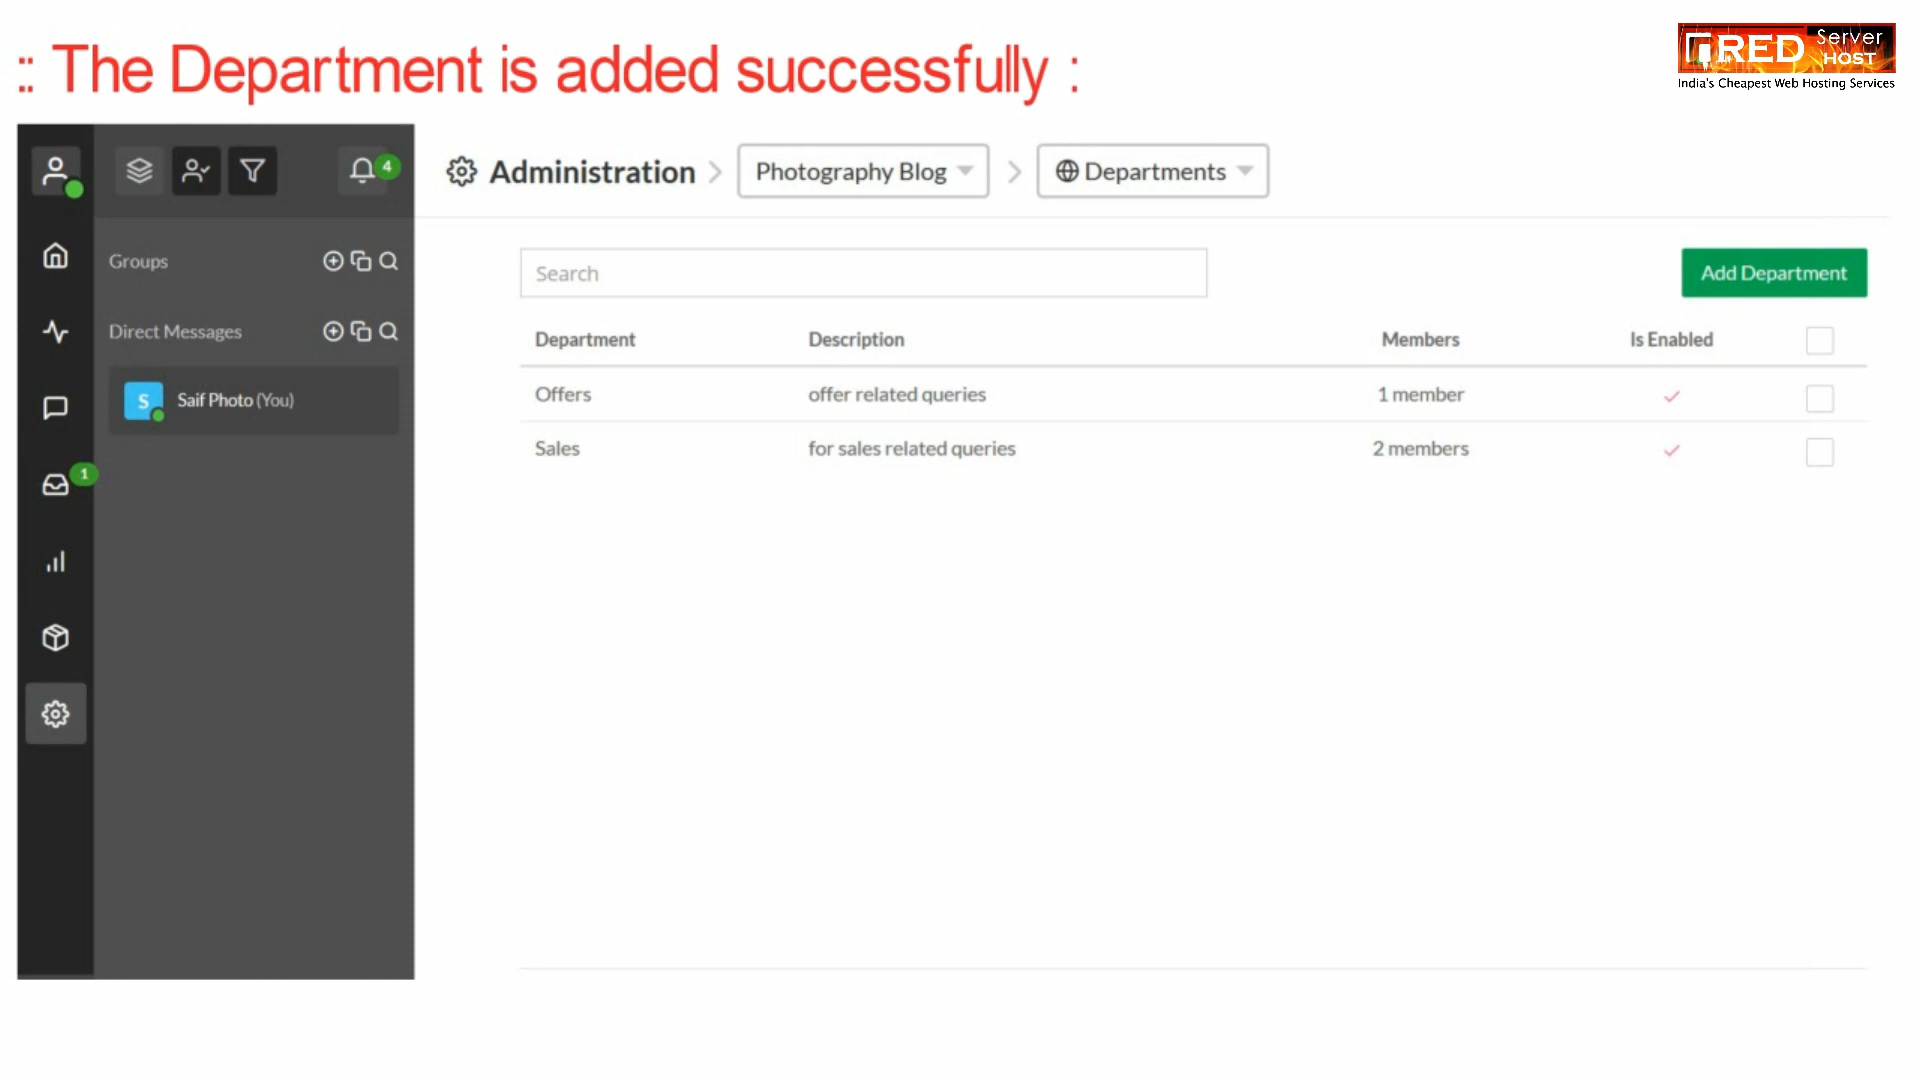 :: The Department is added successfully :
RED Server HOST
India's Cheapest Web Hosting Services
4
Administration > Photography Blog > Departments
Groups
Search
Add Department
Direct Messages
Department Description Members Is Enabled
S Saif Photo (You)
Offers offer related queries 1 member
Sales for sales related queries 2 members
1